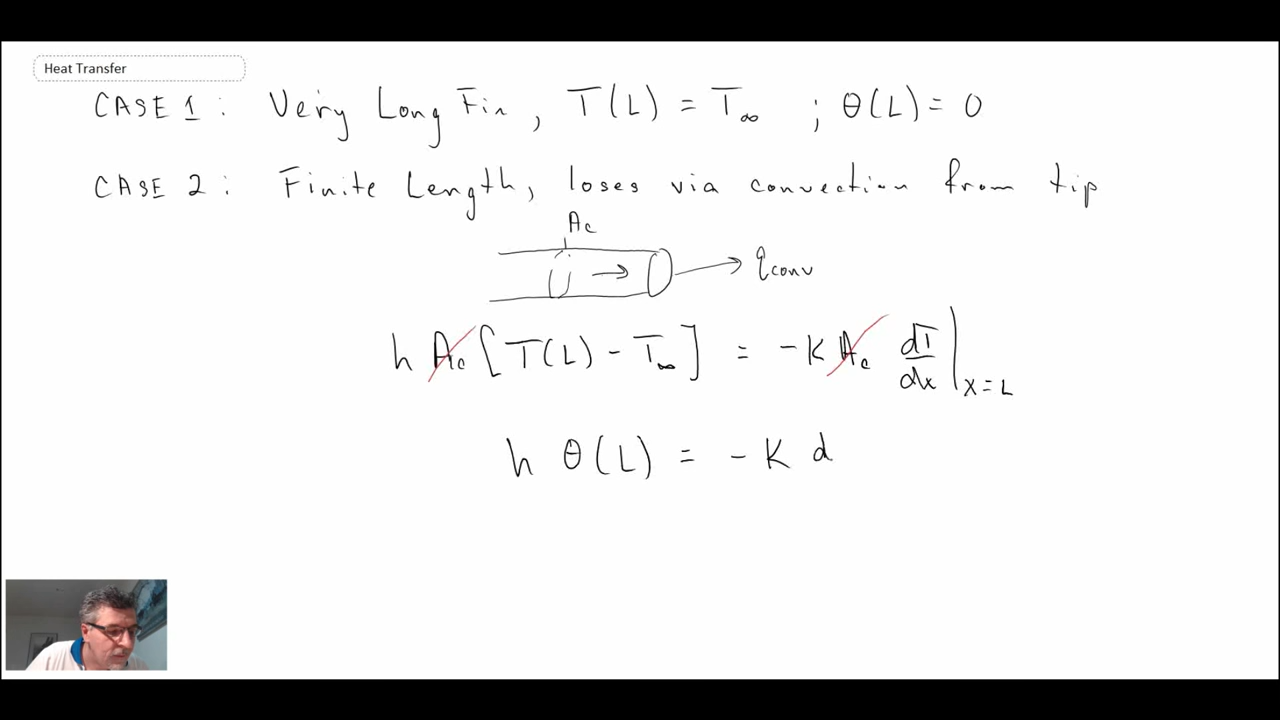 Heat Transfer
CASE 1 : Very Long Fin, T(L) = T∞ ; θ(L) = 0
CASE 2 : Finite Length, loses via convection from tip
Ac
qconv
h Ac [T(L) - T∞] = -K Ac dT/dx |x=L
h θ(L) = -K d